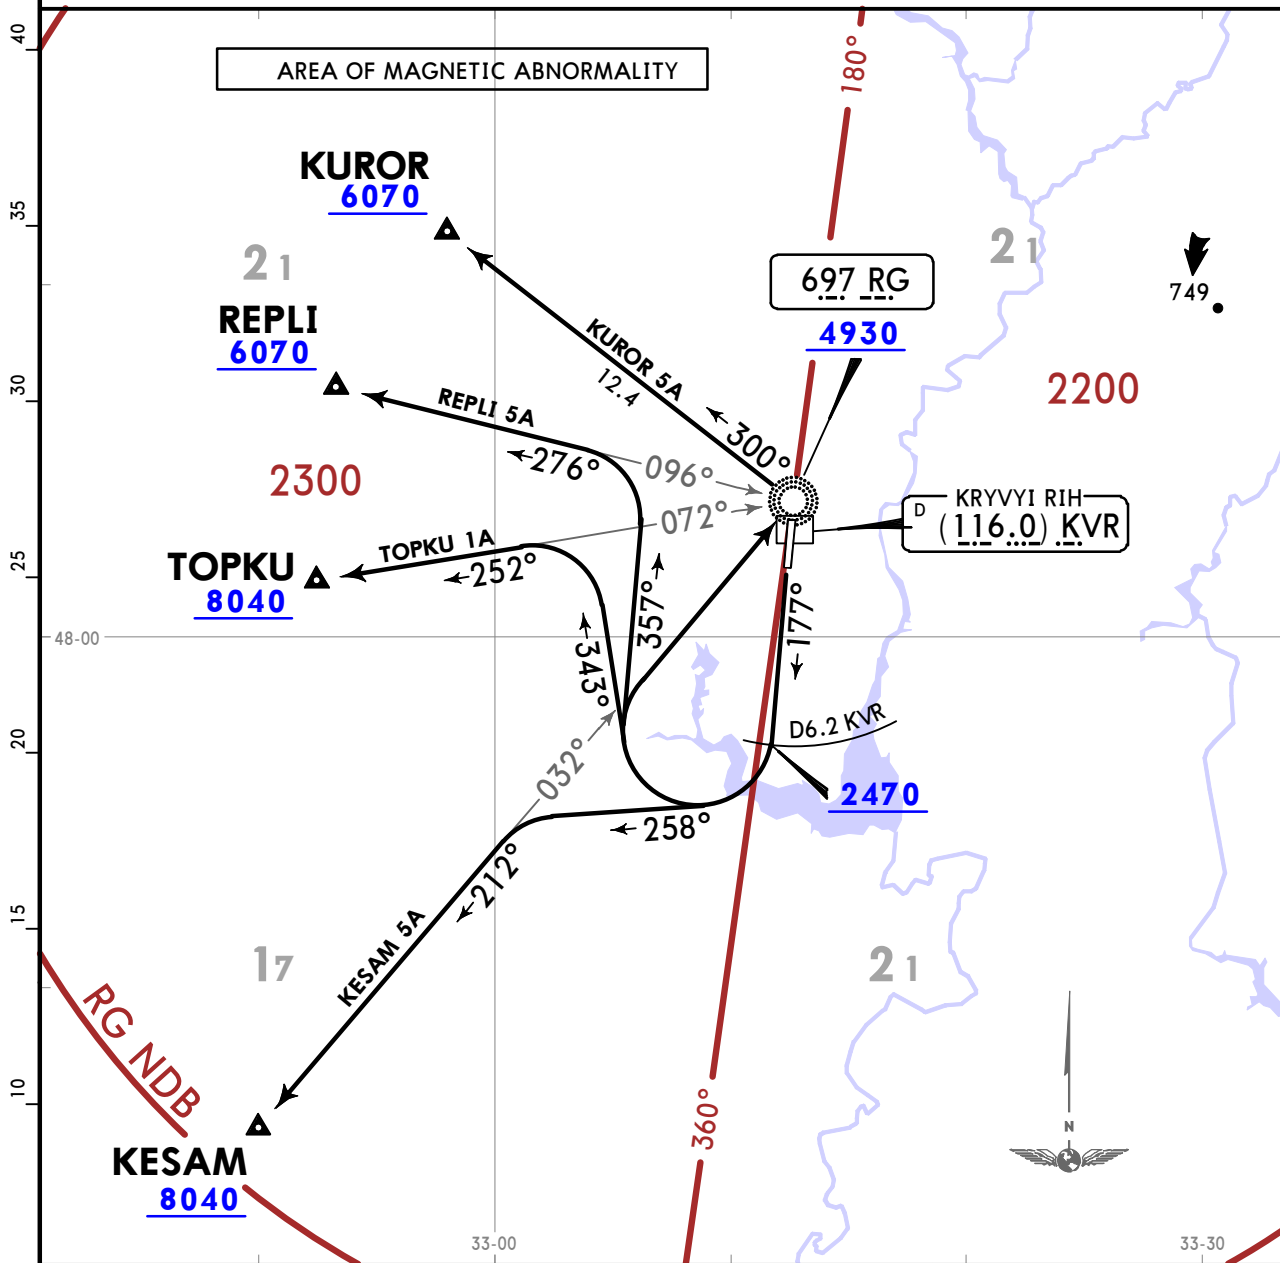 40
180°
AREA OF MAGNETIC ABNORMALITY
KUROR
6070
35
21
21
697 RG
749
REPLI
6070
4930
KUROR 5A
12.4
30
2200
REPLI 5A
300°
276°
096°
2300
072°
D
KRYVYI RIH
(116.0) KVR
TOPKU 1A
252°
TOPKU
8040
25
357°
177°
48-00
343°
D6.2 KVR
20
032°
2470
258°
212°
KESAM 5A
15
17
21
RG NDB
10
360°
N
KESAM
8040
33-00
33-30